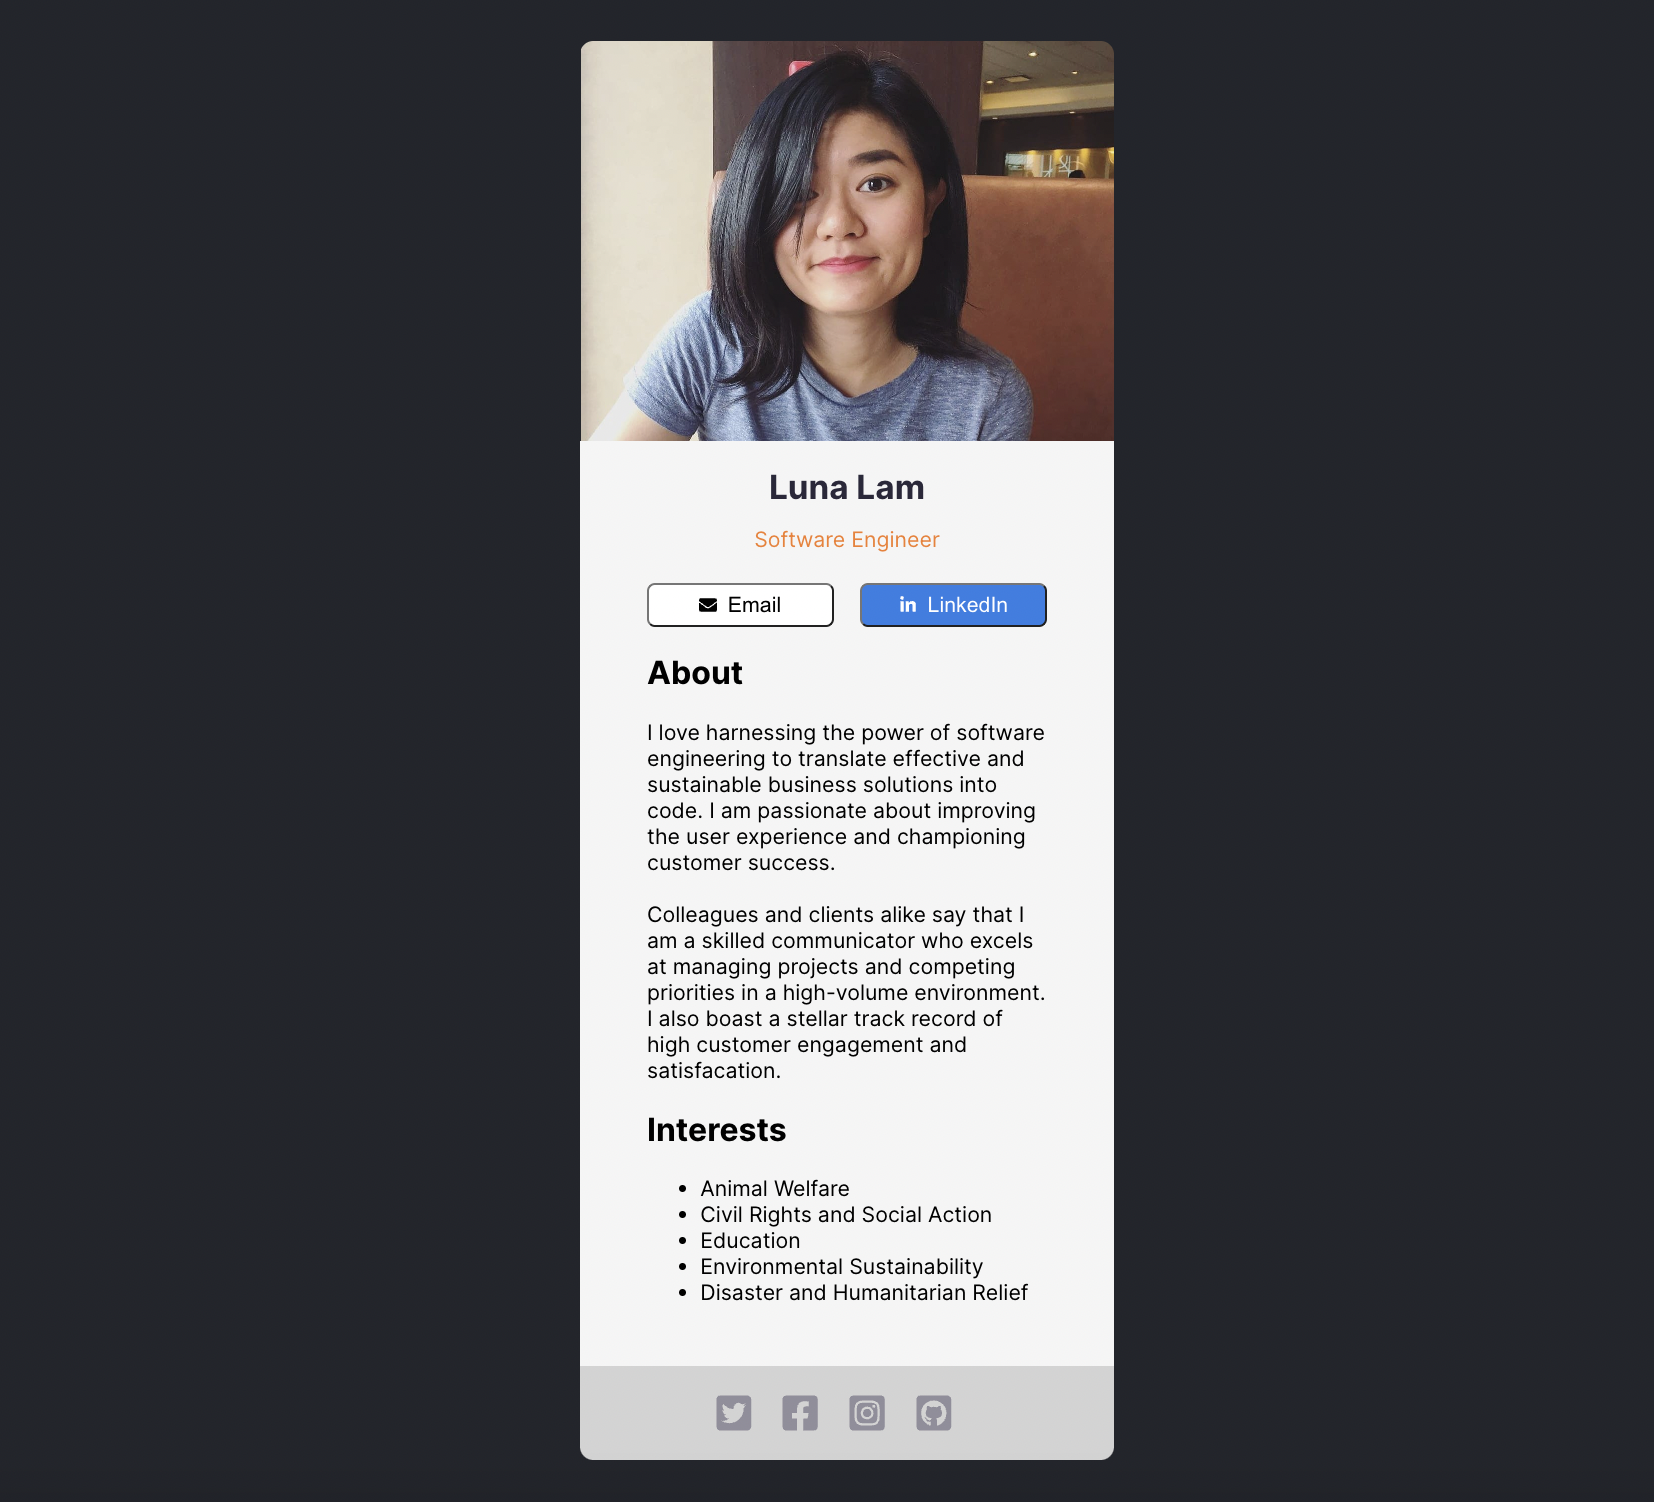 Luna Lam
Software Engineer
Email
in LinkedIn
About
I love harnessing the power of software
engineering to translate effective and
sustainable business solutions into
code. I am passionate about improving
the user experience and championing
customer success.
Colleagues and clients alike say that I
am a skilled communicator who excels
at managing projects and competing
priorities in a high-volume environment.
I also boast a stellar track record of
high customer engagement and
satisfacation.
Interests
• Animal Welfare
• Civil Rights and Social Action
• Education
• Environmental Sustainability
• Disaster and Humanitarian Relief